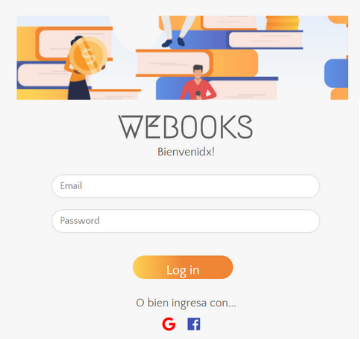 WEBOOKS
Bienvenidx!
Email
Password
Log in
O bien ingresa con...